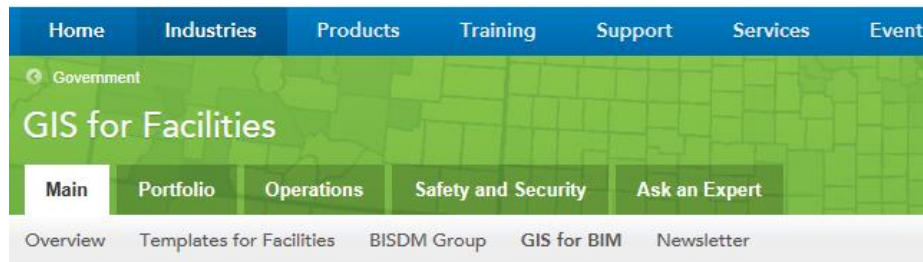 Home Industries Products Training Support Services Event
Government
GIS for Facilities
Main Portfolio Operations Safety and Security Ask an Expert
Overview Templates for Facilities BISDM Group GIS for BIM Newsletter